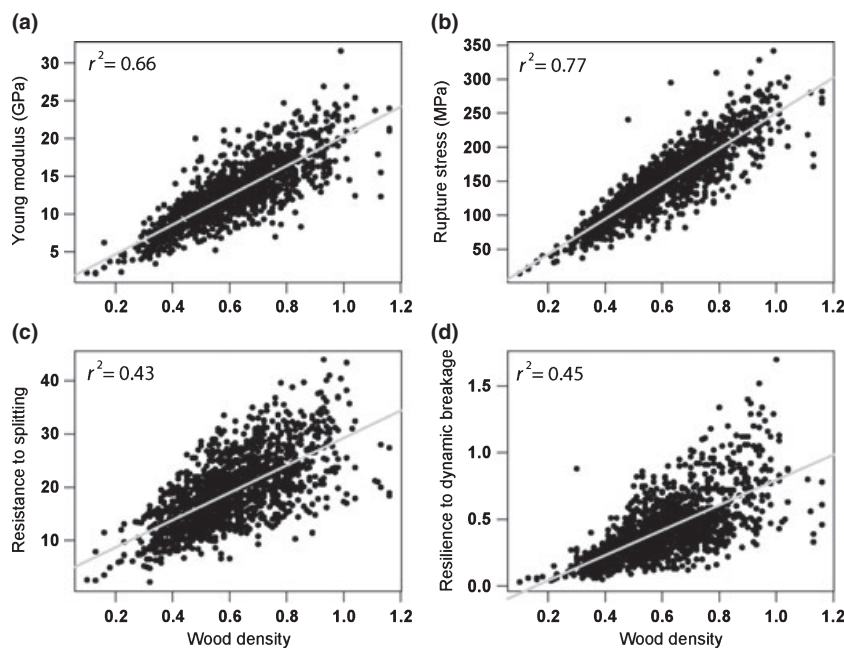 (a)
r² = 0.66
Young modulus (GPa)
30
25
20
15
10
5
0.2 0.4 0.6 0.8 1.0 1.2
(b)
r² = 0.77
Rupture stress (MPa)
350
300
250
200
150
100
50
0.2 0.4 0.6 0.8 1.0 1.2
(c)
r² = 0.43
Resistance to splitting
40
30
20
10
0.2 0.4 0.6 0.8 1.0 1.2
Wood density
(d)
r² = 0.45
Resilience to dynamic breakage
1.5
1.0
0.5
0.0
0.2 0.4 0.6 0.8 1.0 1.2
Wood density